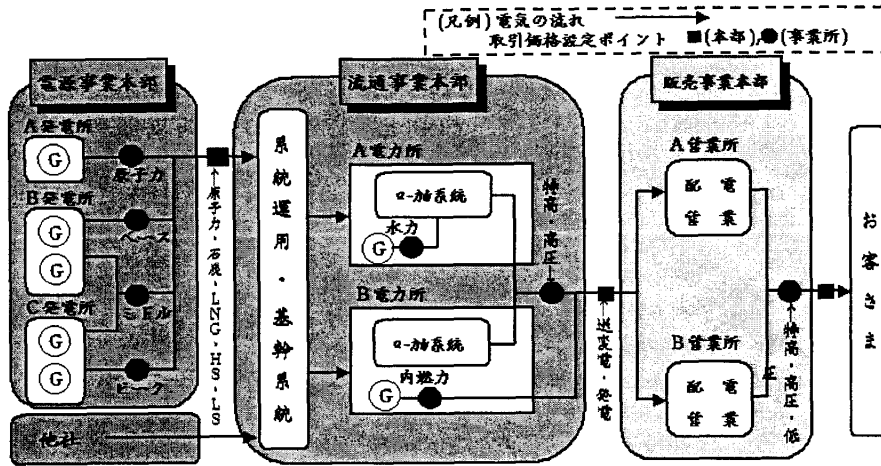 (凡例) 電気の流れ
取引価格設定ポイント ■(本部), ●(事業所)
電源事業本部
流通事業本部
販売事業本部
A発電所
G
原子力
B発電所
G
ベース
G
ミドル
C発電所
G
G
ピーク
他社
↑原子力・石炭・LNG・HS・LS
系統運用・基幹系統
A電力所
ローカル系統
水力
G
B電力所
ローカル系統
内燃力
G
特高・高圧
↑送変電・発電
A営業所
配電
営業
B営業所
配電
営業
↑特高・高圧・低
圧
お客さま